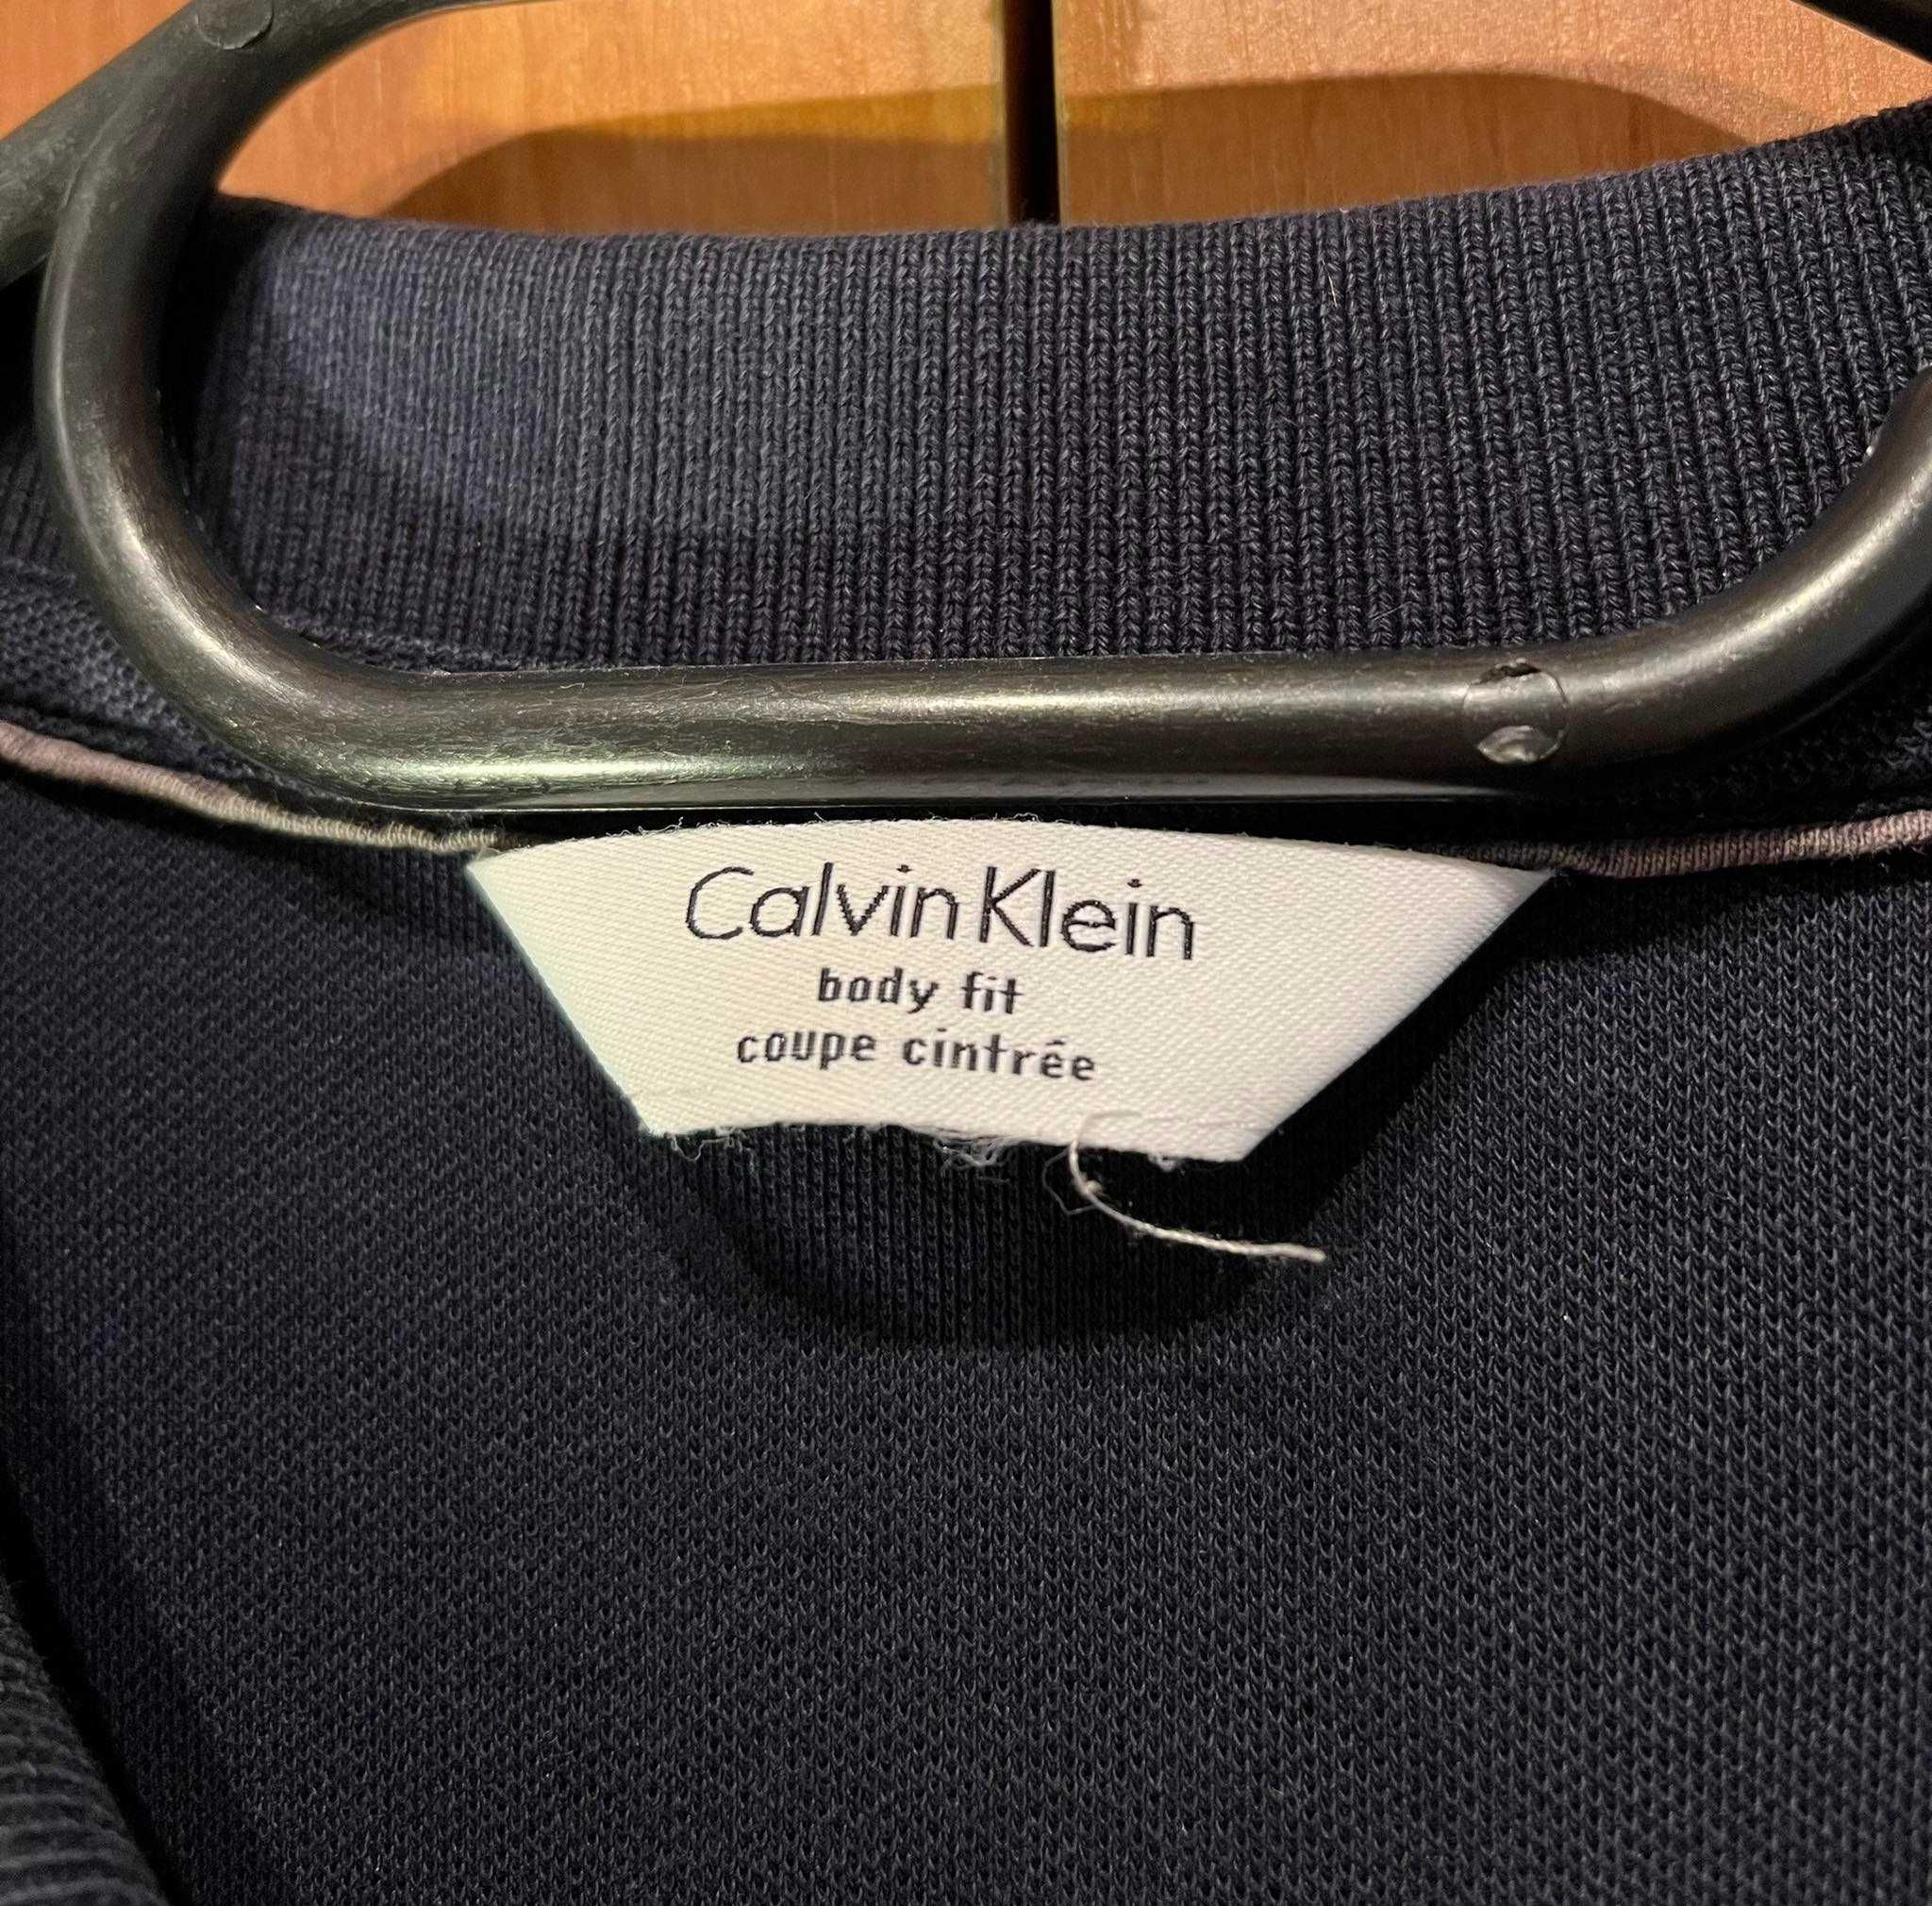 Calvin Klein
body fit
coupe cintrée